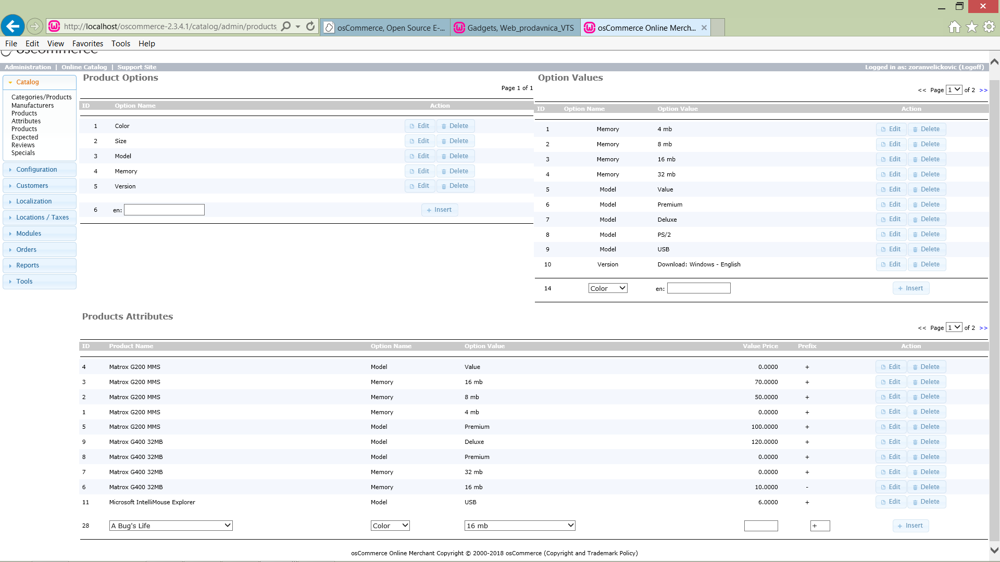 http://localhost/oscommerce-2.3.4.1/catalog/admin/products
osCommerce, Open Source E-...
Gadgets, Web_prodavnica_VTS
osCommerce Online Merch...
File Edit View Favorites Tools Help
oscommerce
Administration | Online Catalog | Support Site
Logged in as: zoranvelickovic (Logoff)
Catalog
Categories/Products
Manufacturers
Products
Attributes
Products
Expected
Reviews
Specials
Configuration
Customers
Localization
Locations / Taxes
Modules
Orders
Reports
Tools
Product Options
Page 1 of 1
ID Option Name Action
1 Color Edit Delete
2 Size Edit Delete
3 Model Edit Delete
4 Memory Edit Delete
5 Version Edit Delete
6 en: + Insert
Option Values
<< Page 1 of 2 >>
ID Option Name Option Value Action
1 Memory 4 mb Edit Delete
2 Memory 8 mb Edit Delete
3 Memory 16 mb Edit Delete
4 Memory 32 mb Edit Delete
5 Model Value Edit Delete
6 Model Premium Edit Delete
7 Model Deluxe Edit Delete
8 Model PS/2 Edit Delete
9 Model USB Edit Delete
10 Version Download: Windows - English Edit Delete
14 Color en: + Insert
Products Attributes
<< Page 1 of 2 >>
ID Product Name Option Name Option Value Value Price Prefix Action
4 Matrox G200 MMS Model Value 0.0000 + Edit Delete
3 Matrox G200 MMS Memory 16 mb 70.0000 + Edit Delete
2 Matrox G200 MMS Memory 8 mb 50.0000 + Edit Delete
1 Matrox G200 MMS Memory 4 mb 0.0000 + Edit Delete
5 Matrox G200 MMS Model Premium 100.0000 + Edit Delete
9 Matrox G400 32MB Model Deluxe 120.0000 + Edit Delete
8 Matrox G400 32MB Model Premium 0.0000 + Edit Delete
7 Matrox G400 32MB Memory 32 mb 0.0000 + Edit Delete
6 Matrox G400 32MB Memory 16 mb 10.0000 - Edit Delete
11 Microsoft IntelliMouse Explorer Model USB 6.0000 + Edit Delete
28 A Bug's Life Color 16 mb + + Insert
osCommerce Online Merchant Copyright © 2000-2018 osCommerce (Copyright and Trademark Policy)